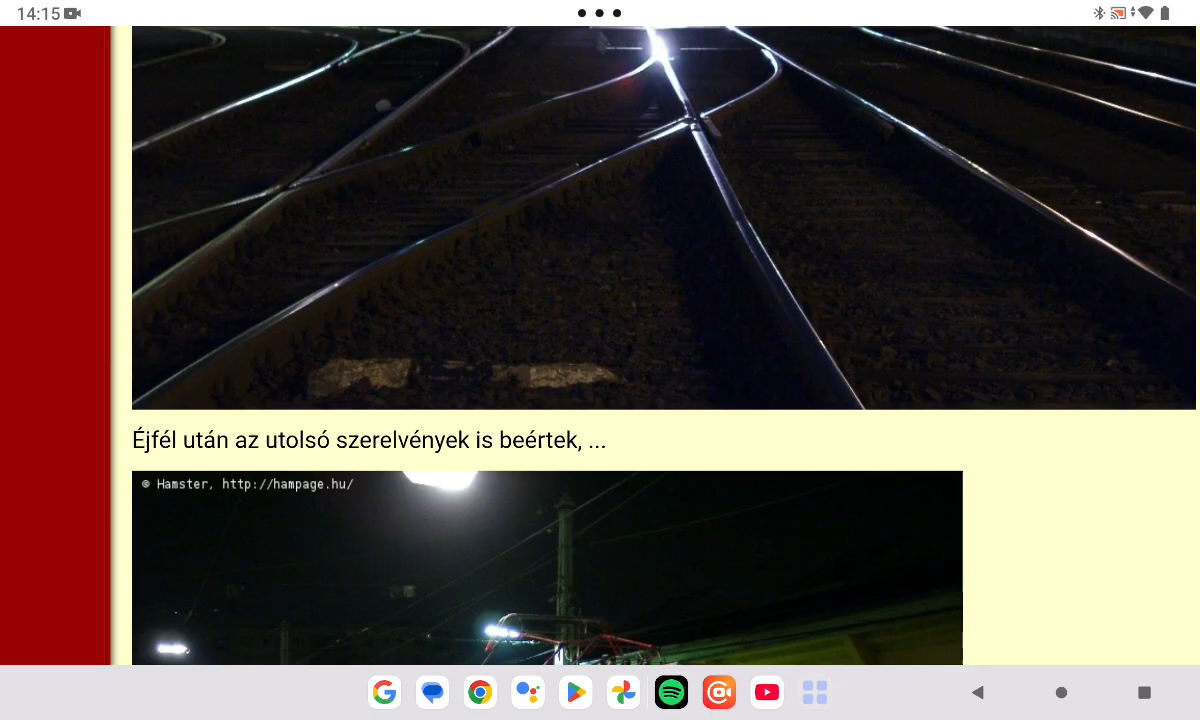 14:15
Éjfél után az utolsó szerelvények is beértek, ...
© Hamster, http://hampage.hu/